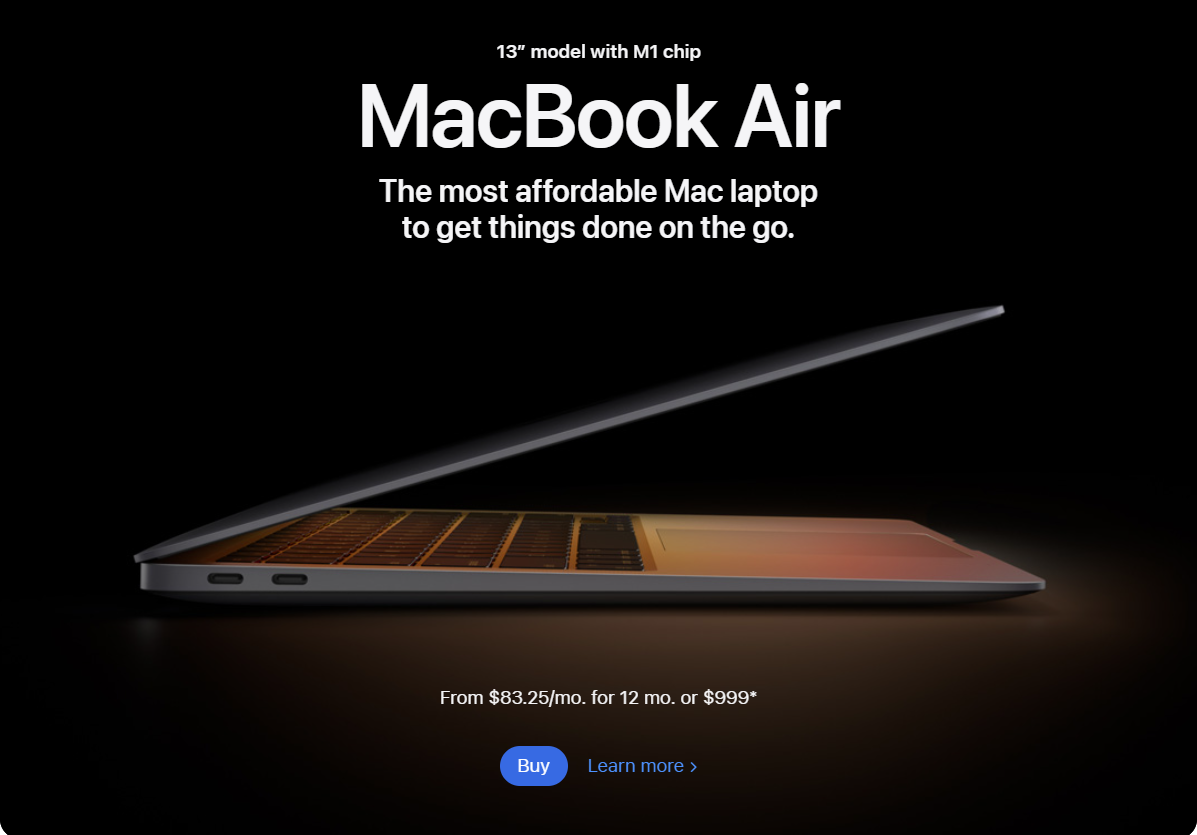 13” model with M1 chip
MacBook Air
The most affordable Mac laptop
to get things done on the go.
From $83.25/mo. for 12 mo. or $999*
Buy
Learn more >